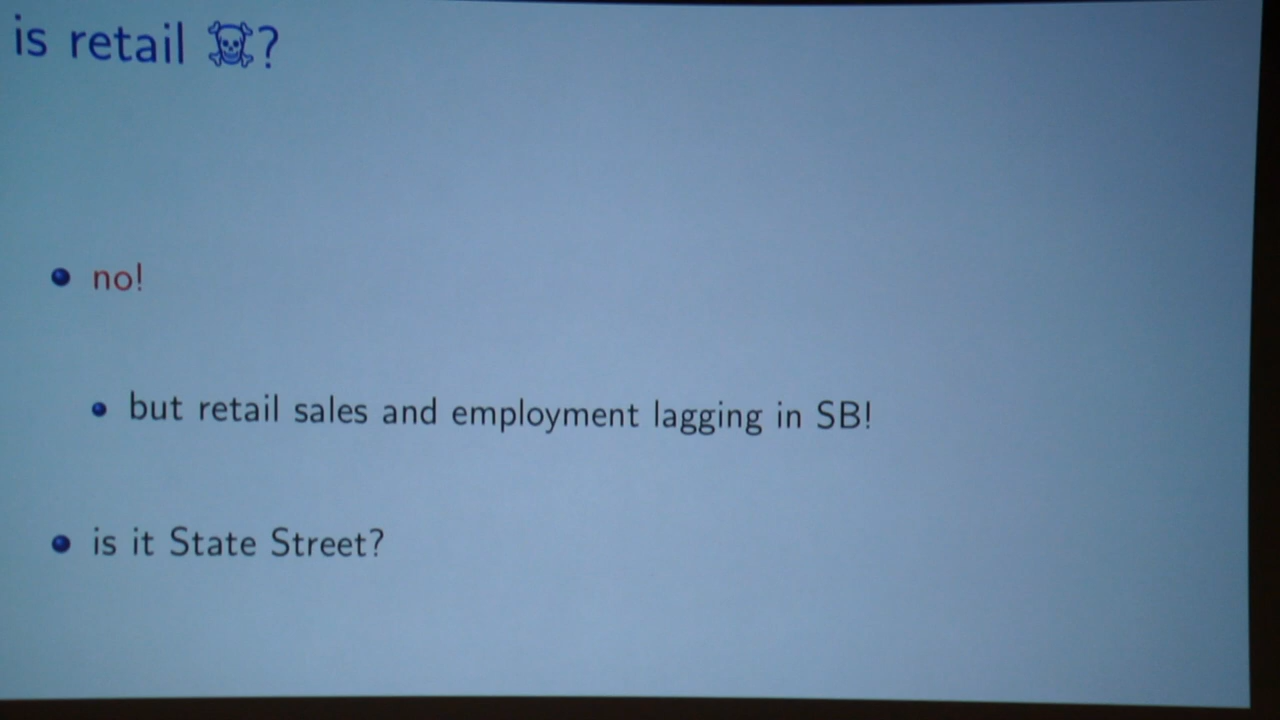 is retail ☠?
no!
but retail sales and employment lagging in SB!
is it State Street?